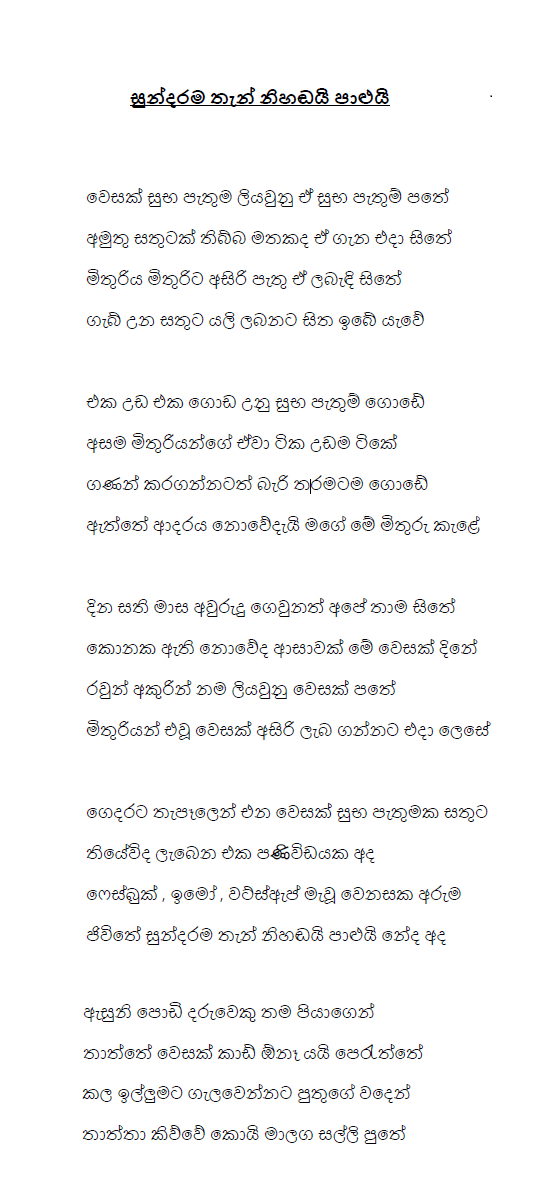 සුන්දරම තැන් නිහඬයි පාළුයි
වෙසක් සුභ පැතුම ලියවුනු ඒ සුභ පැතුම් පතේ
අමුතු සතුටක් තිබ්බ මතකද ඒ ගැන එදා සිතේ
මිතුරිය මිතුරිට අසිරි පැතු ඒ ලබැඳි සිතේ
ගැබ් උන සතුට යලි ලබනට සිත ඉබේ යැවේ
එක උඩ එක ගොඩ උනු සුභ පැතුම් ගොඩේ
අසම මිතුරියන්ගේ ඒවා ටික උඩම ටිකේ
ගණන් කරගන්නටත් බැරි තරමටම ගොඩේ
ඇත්තේ ආදරය නොවේදැයි මගේ මේ මිතුරු කැළේ
දින සති මාස අවුරුදු ගෙවුනත් අපේ තාම සිතේ
කොනක ඇති නොවේද ආසාවක් මේ වෙසක් දිනේ
රවුන් අකුරින් නම ලියවුනු වෙසක් පතේ
මිතුරියන් එවූ වෙසක් අසිරි ලැබ ගන්නට එදා ලෙසේ
ගෙදරට තැපෑලෙන් එන වෙසක් සුභ පැතුමක සතුට
තියේවිද ලැබෙන එක පණිවිඩයක අද
ෆෙස්බුක් , ඉමෝ , වට්ස්ඇප් මැවූ වෙනසක අරුම
ජිවිතේ සුන්දරම තැන් නිහඬයි පාළුයි නේද අද
ඇසුනි පොඩි දරුවෙකු තම පියාගෙන්
තාත්තේ වෙසක් කාඩ් ඕනෑ යයි පෙරැත්තේ
කල ඉල්ලුමට ගැලවෙන්නට පුතුගේ වදෙන්
තාත්තා කිව්වේ කොයි මාලග සල්ලි පුතේ